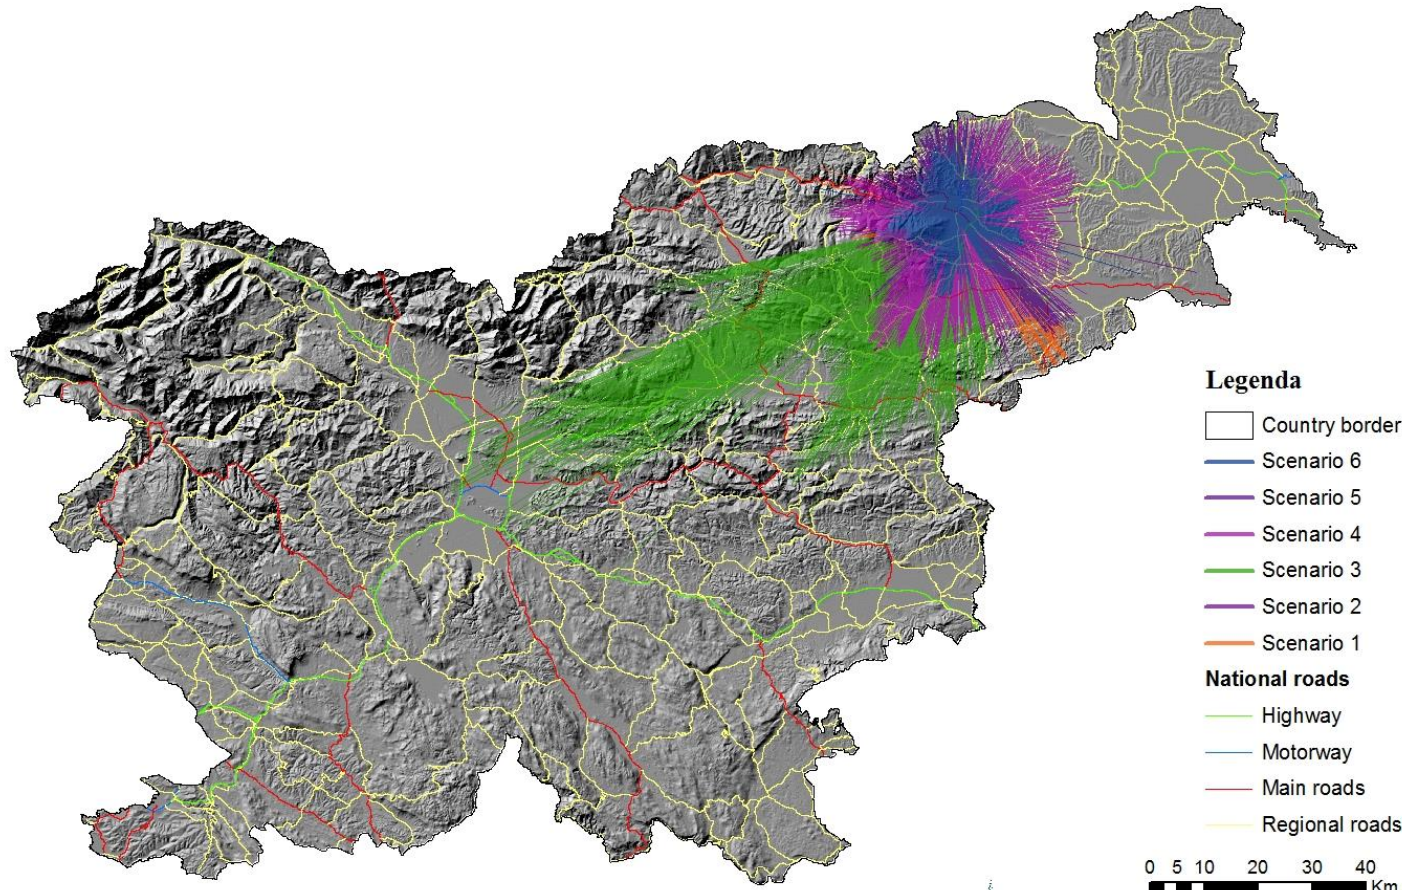 Legenda
Country border
Scenario 6
Scenario 5
Scenario 4
Scenario 3
Scenario 2
Scenario 1
National roads
Highway
Motorway
Main roads
Regional roads
0 5 10 20 30 40
Km
i